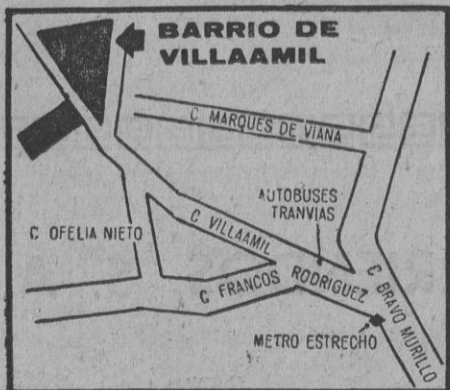 BARRIO DE
VILLAAMIL
C MARQUES DE VIANA
AUTOBUSES
TRANVIAS
C OFELIA NIETO
C VILLAAMIL
C FRANCOS RODRIGUEZ
C BRAVO MURILLO
METRO ESTRECHO